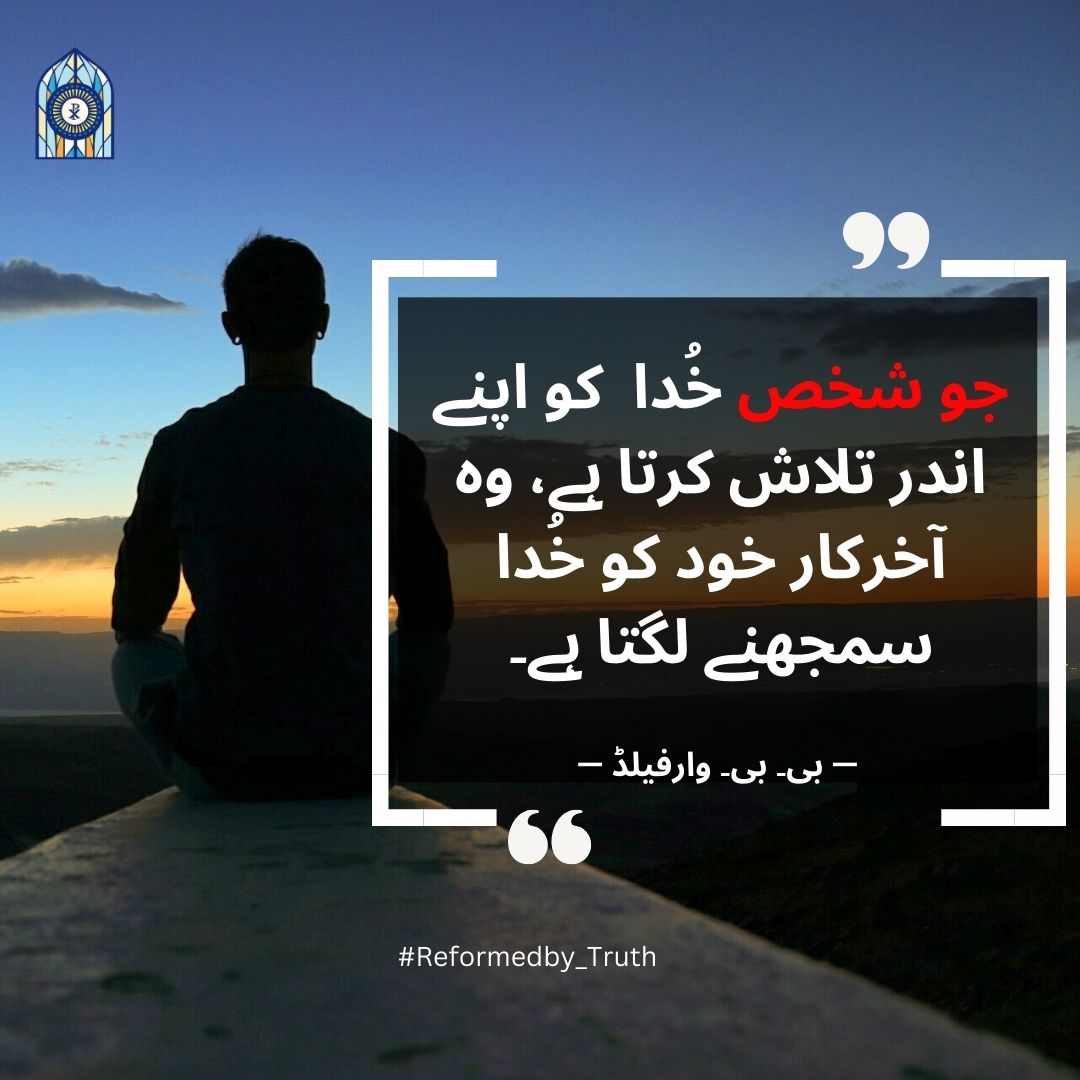 جو شخص خُدا کو اپنے
اندر تلاش کرتا ہے، وہ
آخرکار خود کو خُدا
سمجھنے لگتا ہے۔
— بی۔ بی۔ وارفیلڈ —
#Reformedby_Truth